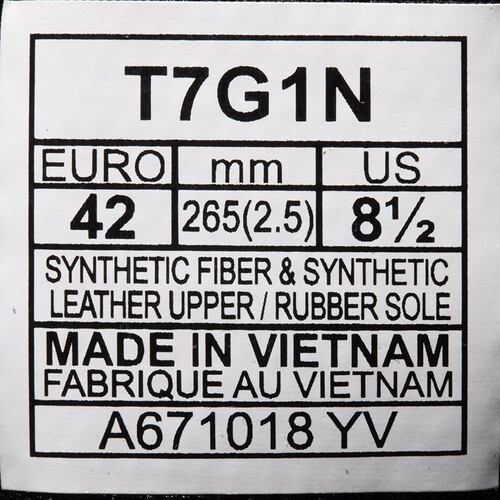 T7G1N
EURO mm US
42 265(2.5) 8½
SYNTHETIC FIBER & SYNTHETIC
LEATHER UPPER / RUBBER SOLE
MADE IN VIETNAM
FABRIQUE AU VIETNAM
A671018 YV